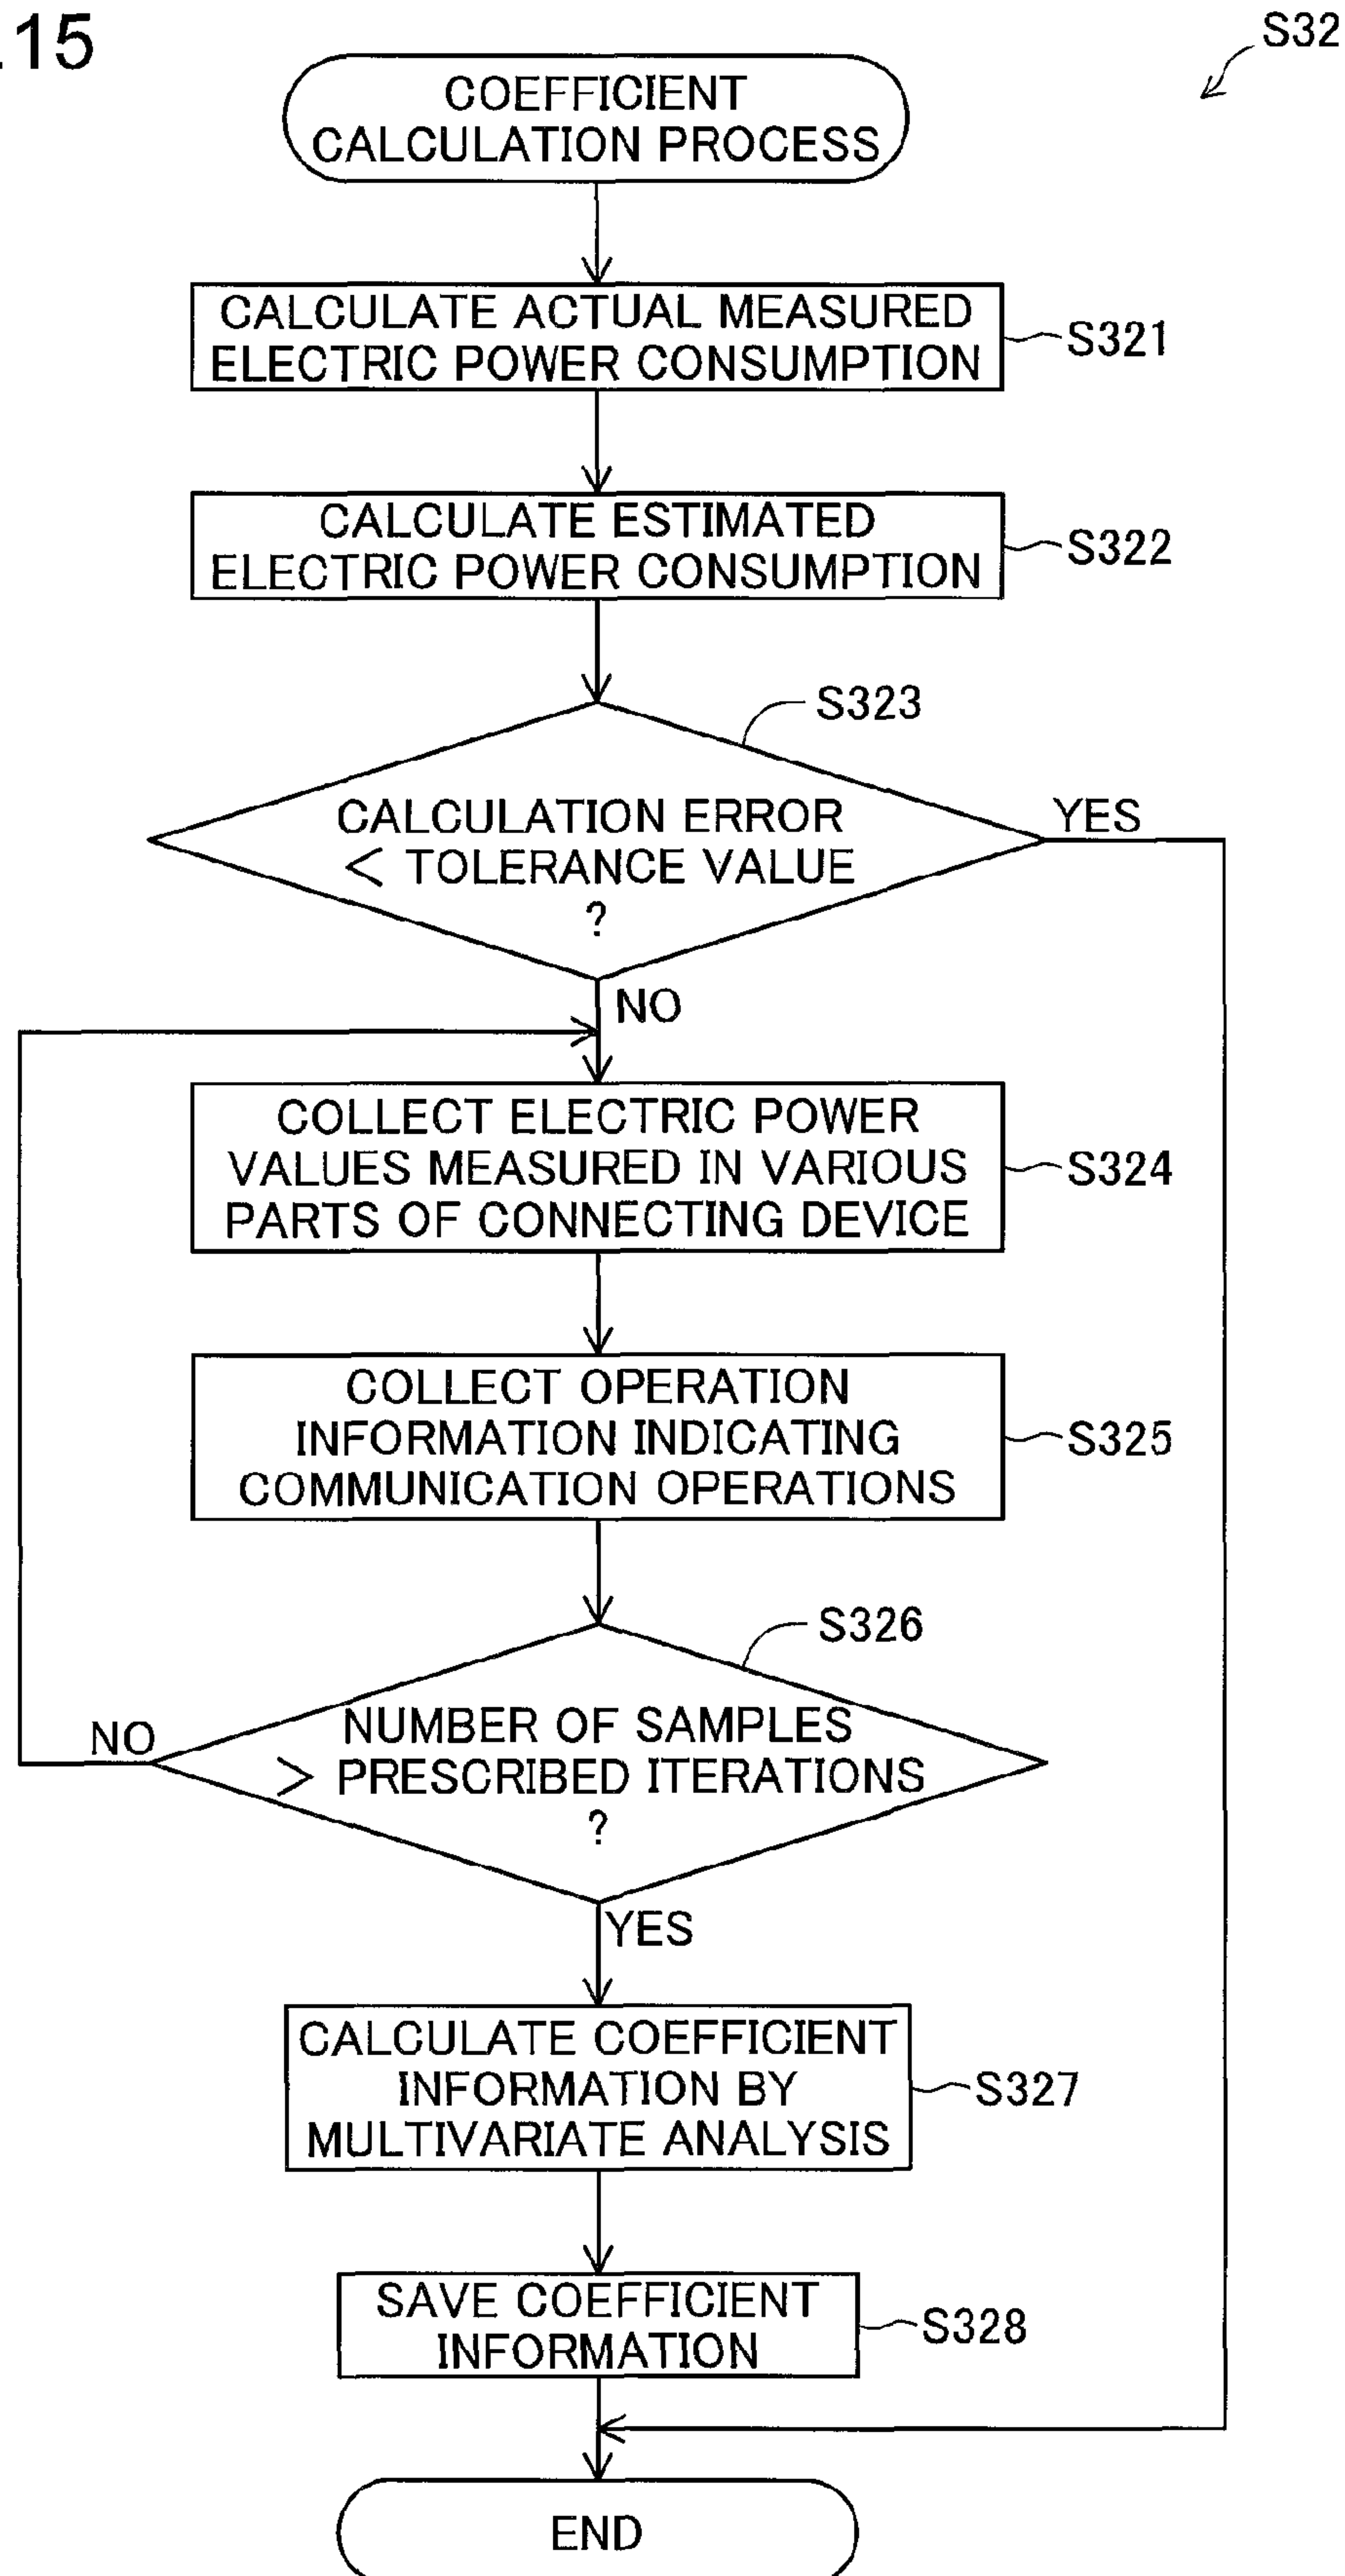 .15
S32
COEFFICIENT
CALCULATION PROCESS
CALCULATE ACTUAL MEASURED
ELECTRIC POWER CONSUMPTION
S321
CALCULATE ESTIMATED
ELECTRIC POWER CONSUMPTION
S322
S323
CALCULATION ERROR
< TOLERANCE VALUE
?
YES
NO
COLLECT ELECTRIC POWER
VALUES MEASURED IN VARIOUS
PARTS OF CONNECTING DEVICE
S324
COLLECT OPERATION
INFORMATION INDICATING
COMMUNICATION OPERATIONS
S325
S326
NO
NUMBER OF SAMPLES
> PRESCRIBED ITERATIONS
?
YES
CALCULATE COEFFICIENT
INFORMATION BY
MULTIVARIATE ANALYSIS
S327
SAVE COEFFICIENT
INFORMATION
S328
END